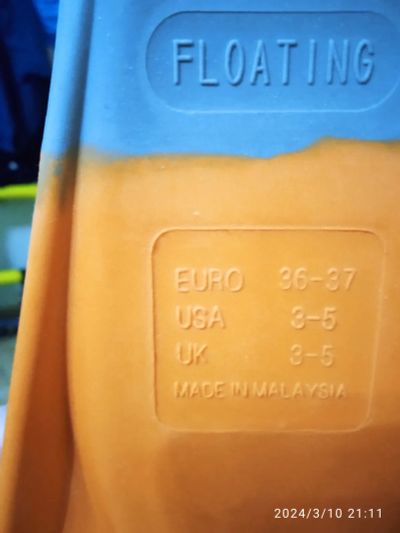 FLOATING
EURO 36-37
USA 3-5
UK 3-5
MADE IN MALAYSIA
2024/3/10 21:11